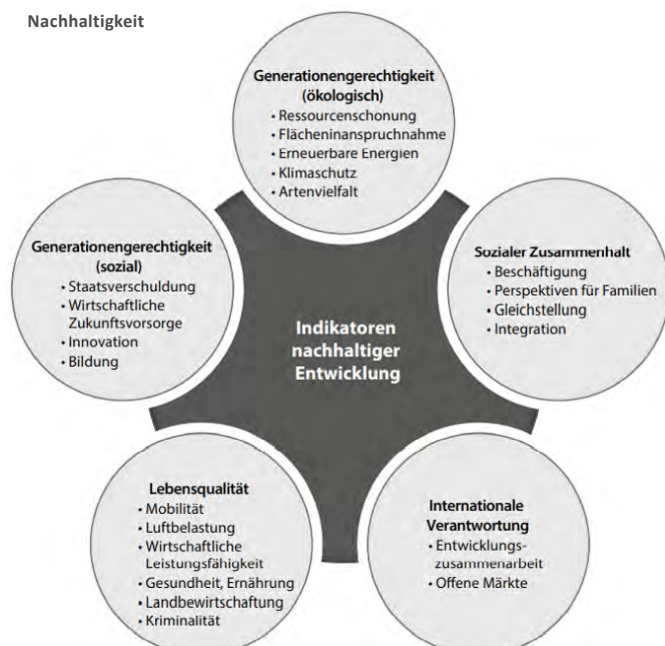 Nachhaltigkeit
Generationengerechtigkeit
(ökologisch)
• Ressourcenschonung
• Flächeninanspruchnahme
• Erneuerbare Energien
• Klimaschutz
• Artenvielfalt
Generationengerechtigkeit
(sozial)
• Staatsverschuldung
• Wirtschaftliche
Zukunftsvorsorge
• Innovation
• Bildung
Sozialer Zusammenhalt
• Beschäftigung
• Perspektiven für Familien
• Gleichstellung
• Integration
Indikatoren
nachhaltiger
Entwicklung
Lebensqualität
• Mobilität
• Luftbelastung
• Wirtschaftliche
Leistungsfähigkeit
• Gesundheit, Ernährung
• Landbewirtschaftung
• Kriminalität
Internationale
Verantwortung
• Entwicklungs-
zusammenarbeit
• Offene Märkte